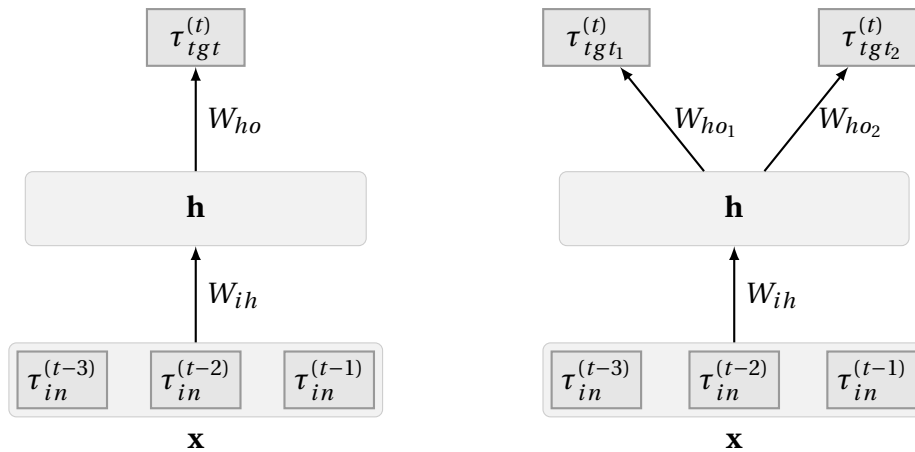 τ_{tgt}^{(t)}
W_{ho}
h
W_{ih}
τ_{in}^{(t−3)} τ_{in}^{(t−2)} τ_{in}^{(t−1)}
x
τ_{tgt_1}^{(t)} τ_{tgt_2}^{(t)}
W_{ho_1} W_{ho_2}
h
W_{ih}
τ_{in}^{(t−3)} τ_{in}^{(t−2)} τ_{in}^{(t−1)}
x